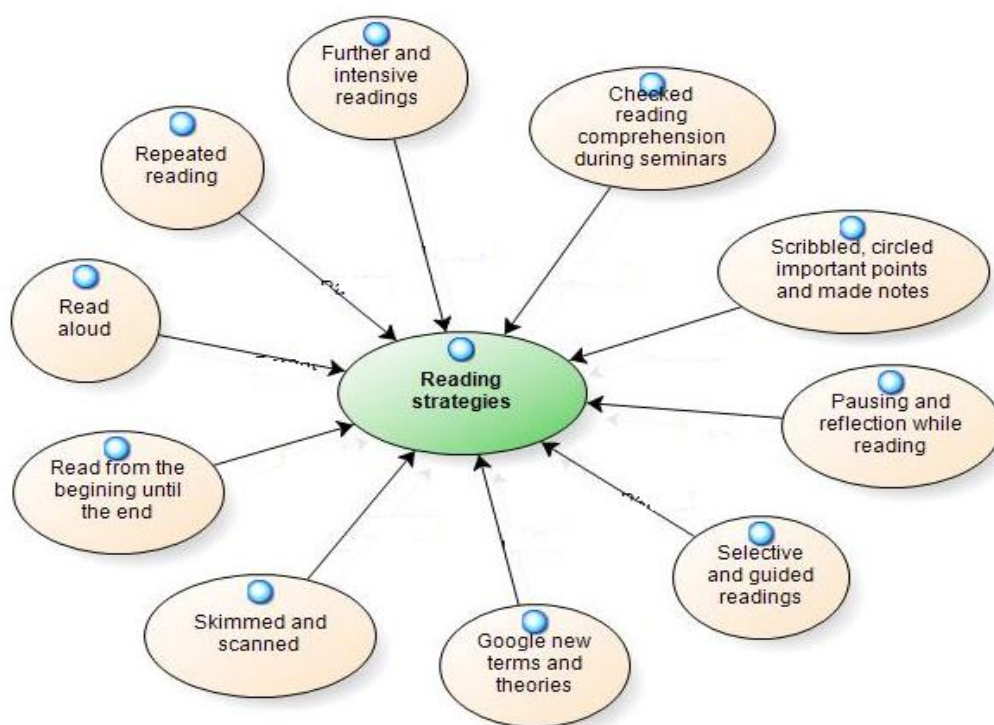 Further and
intensive
readings
Checked
reading
comprehension
during seminars
Repeated
reading
Scribbled, circled
important points
and made notes
Read
aloud
Reading
strategies
Pausing and
reflection while
reading
Read from the
begining until
the end
Selective
and guided
readings
Skimmed and
scanned
Google new
terms and
theories